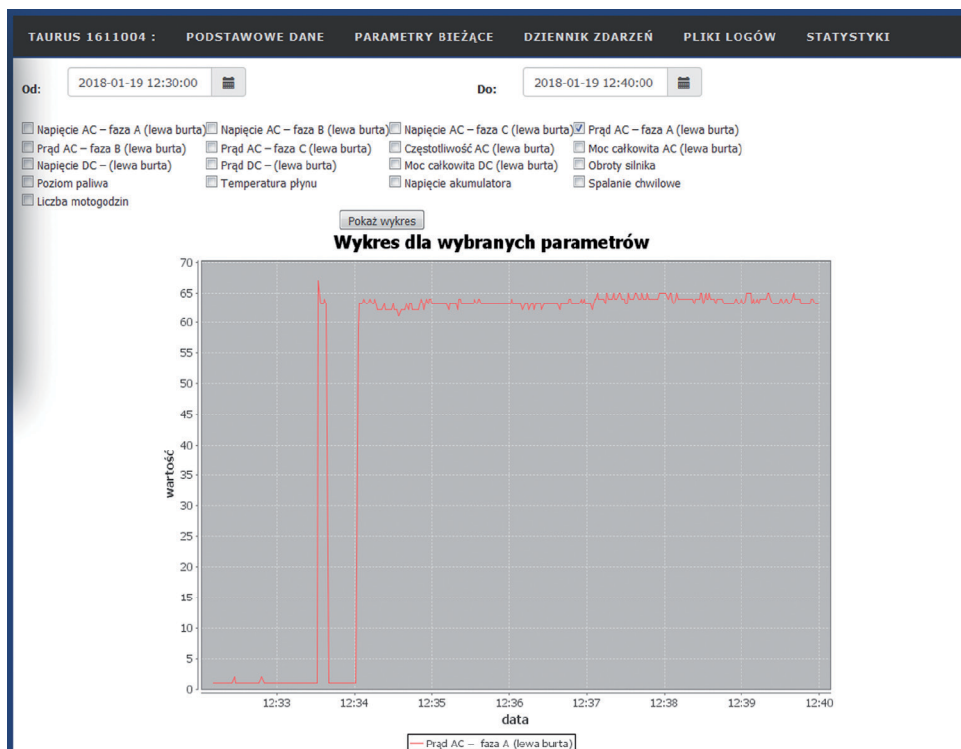 TAURUS 1611004 : PODSTAWOWE DANE PARAMETRY BIEŻĄCE DZIENNIK ZDARZEŃ PLIKI LOGÓW STATYSTYKI
Od: 2018-01-19 12:30:00 Do: 2018-01-19 12:40:00
Napięcie AC – faza A (lewa burta) Napięcie AC – faza B (lewa burta) Napięcie AC – faza C (lewa burta) Prąd AC – faza A (lewa burta)
Prąd AC – faza B (lewa burta) Prąd AC – faza C (lewa burta) Częstotliwość AC (lewa burta) Moc całkowita AC (lewa burta)
Napięcie DC – (lewa burta) Prąd DC – (lewa burta) Moc całkowita DC (lewa burta) Obroty silnika
Poziom paliwa Temperatura płynu Napięcie akumulatora Spalanie chwilowe
Liczba motogodzin
Pokaż wykres
Wykres dla wybranych parametrów
70
65
60
55
50
45
40
35
30
25
20
15
10
5
0
wartość
12:33 12:34 12:35 12:36 12:37 12:38 12:39 12:40
data
Prąd AC – faza A (lewa burta)